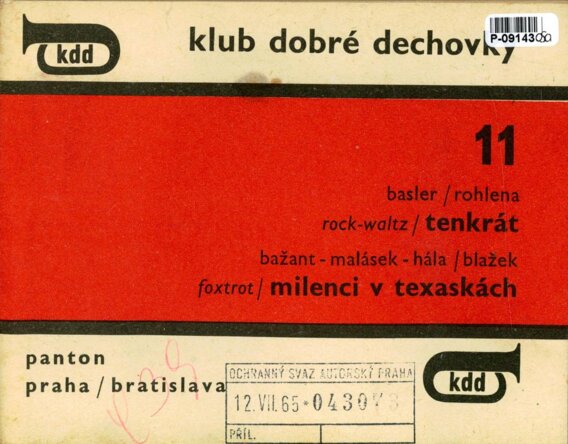 kdd
klub dobré dechovky
P-09143
11
basler / rohlena
rock-waltz / tenkrát
bažant - malásek - hála / blažek
foxtrot / milenci v texaskách
panton
praha / bratislava
kdd
OCHRANNÝ SVAZ AUTORSKÝ PRAHA
12.VII.65*0430
PŘÍL.